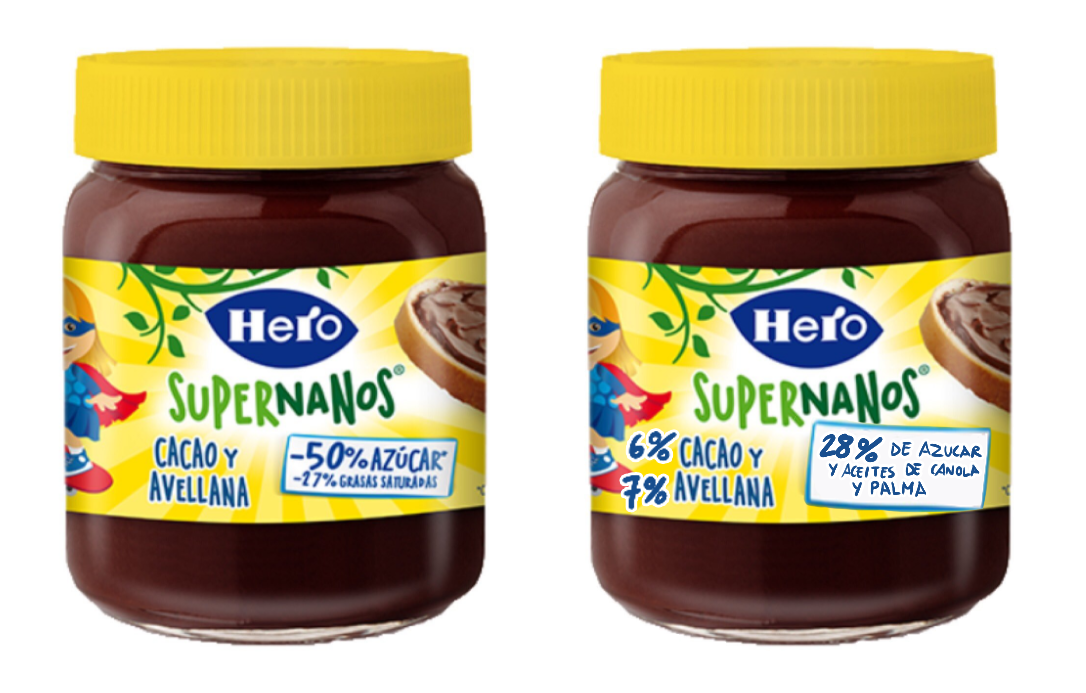 Hero
SUPERNANOS®
CACAO Y
AVELLANA
-50% AZÚCAR*
-27% GRASAS SATURADAS
Hero
SUPERNANOS®
6% CACAO Y
7% AVELLANA
28% DE AZUCAR
Y ACEITES DE CANOLA
Y PALMA